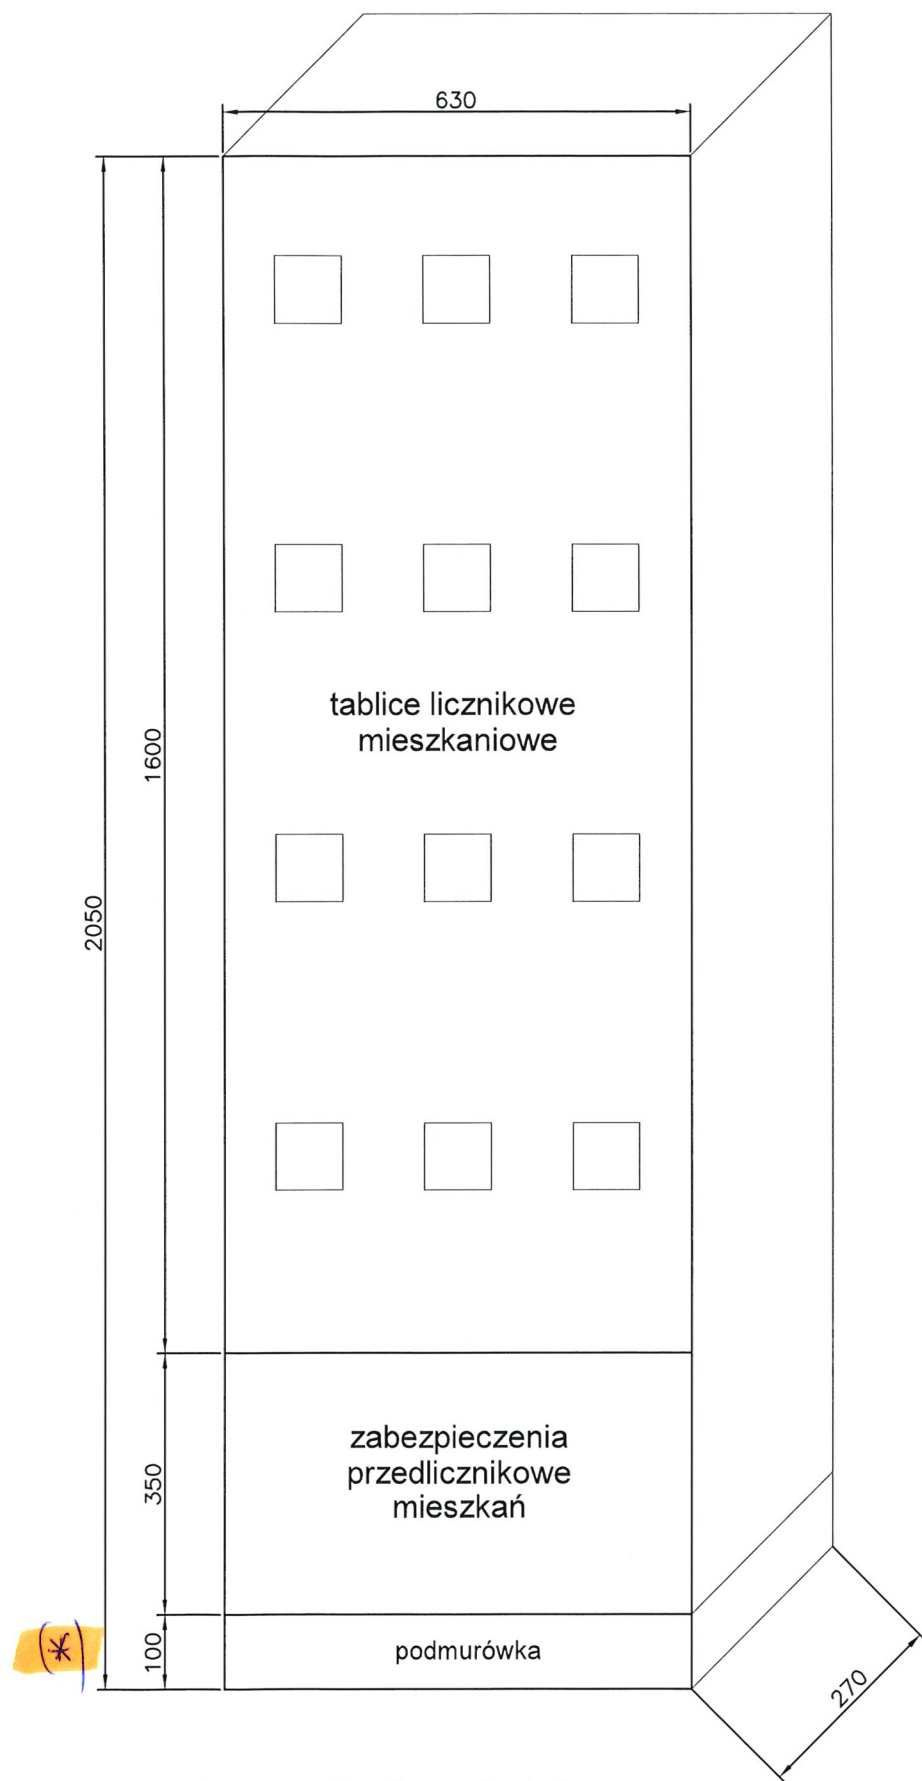 630
tablice licznikowe
mieszkaniowe
1600
2050
zabezpieczenia
przedlicznikowe
mieszkań
350
podmurówka
100
(*)
270